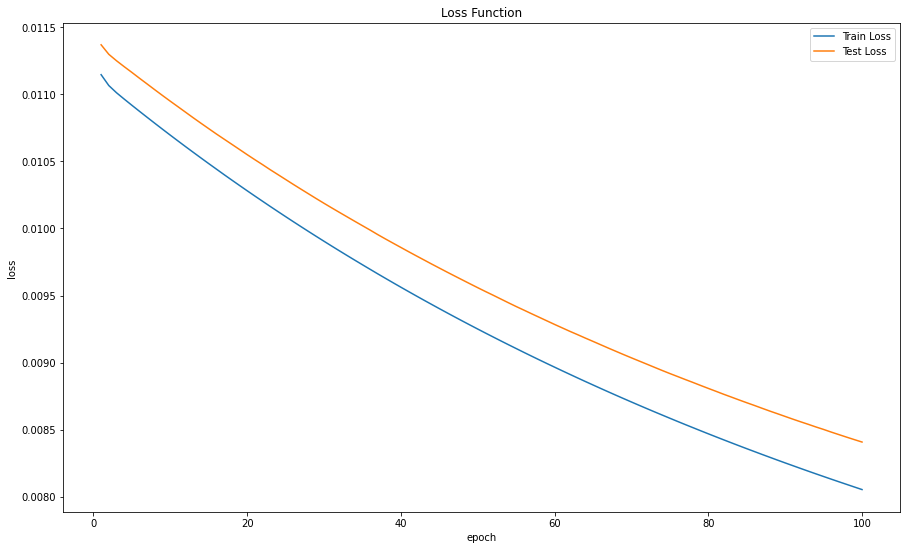 Loss Function
Train Loss
Test Loss
0.0115
0.0110
0.0105
0.0100
0.0095
0.0090
0.0085
0.0080
loss
0
20
40
60
80
100
epoch